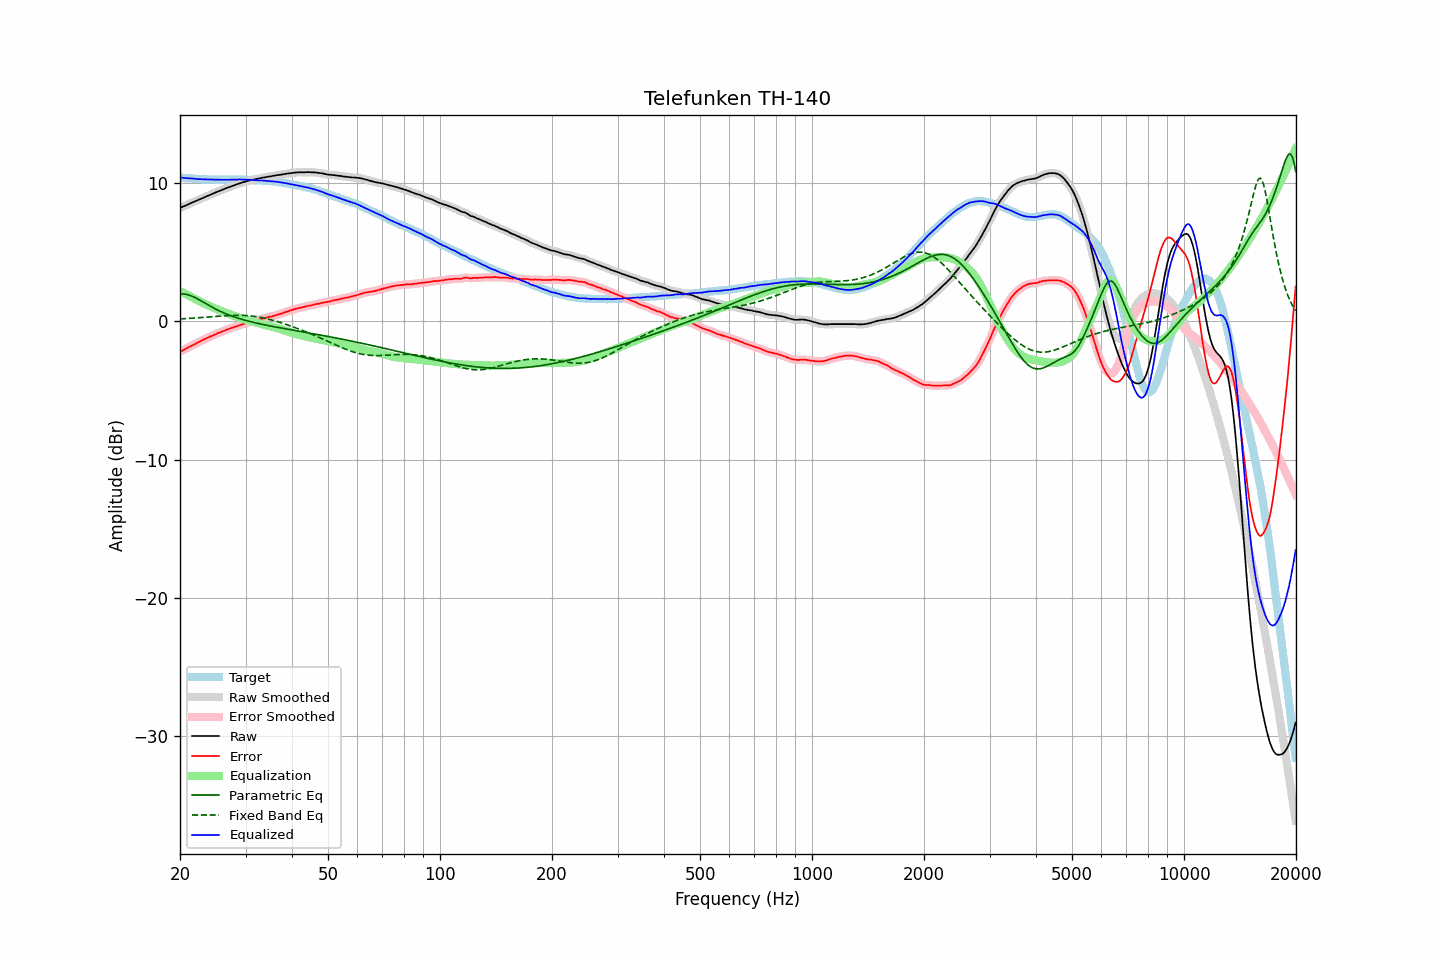 Telefunken TH-140
Amplitude (dBr)
10
0
−10
−20
−30
Target
Raw Smoothed
Error Smoothed
Raw
Error
Equalization
Parametric Eq
Fixed Band Eq
Equalized
20 50 100 200 500 1000 2000 5000 10000 20000
Frequency (Hz)